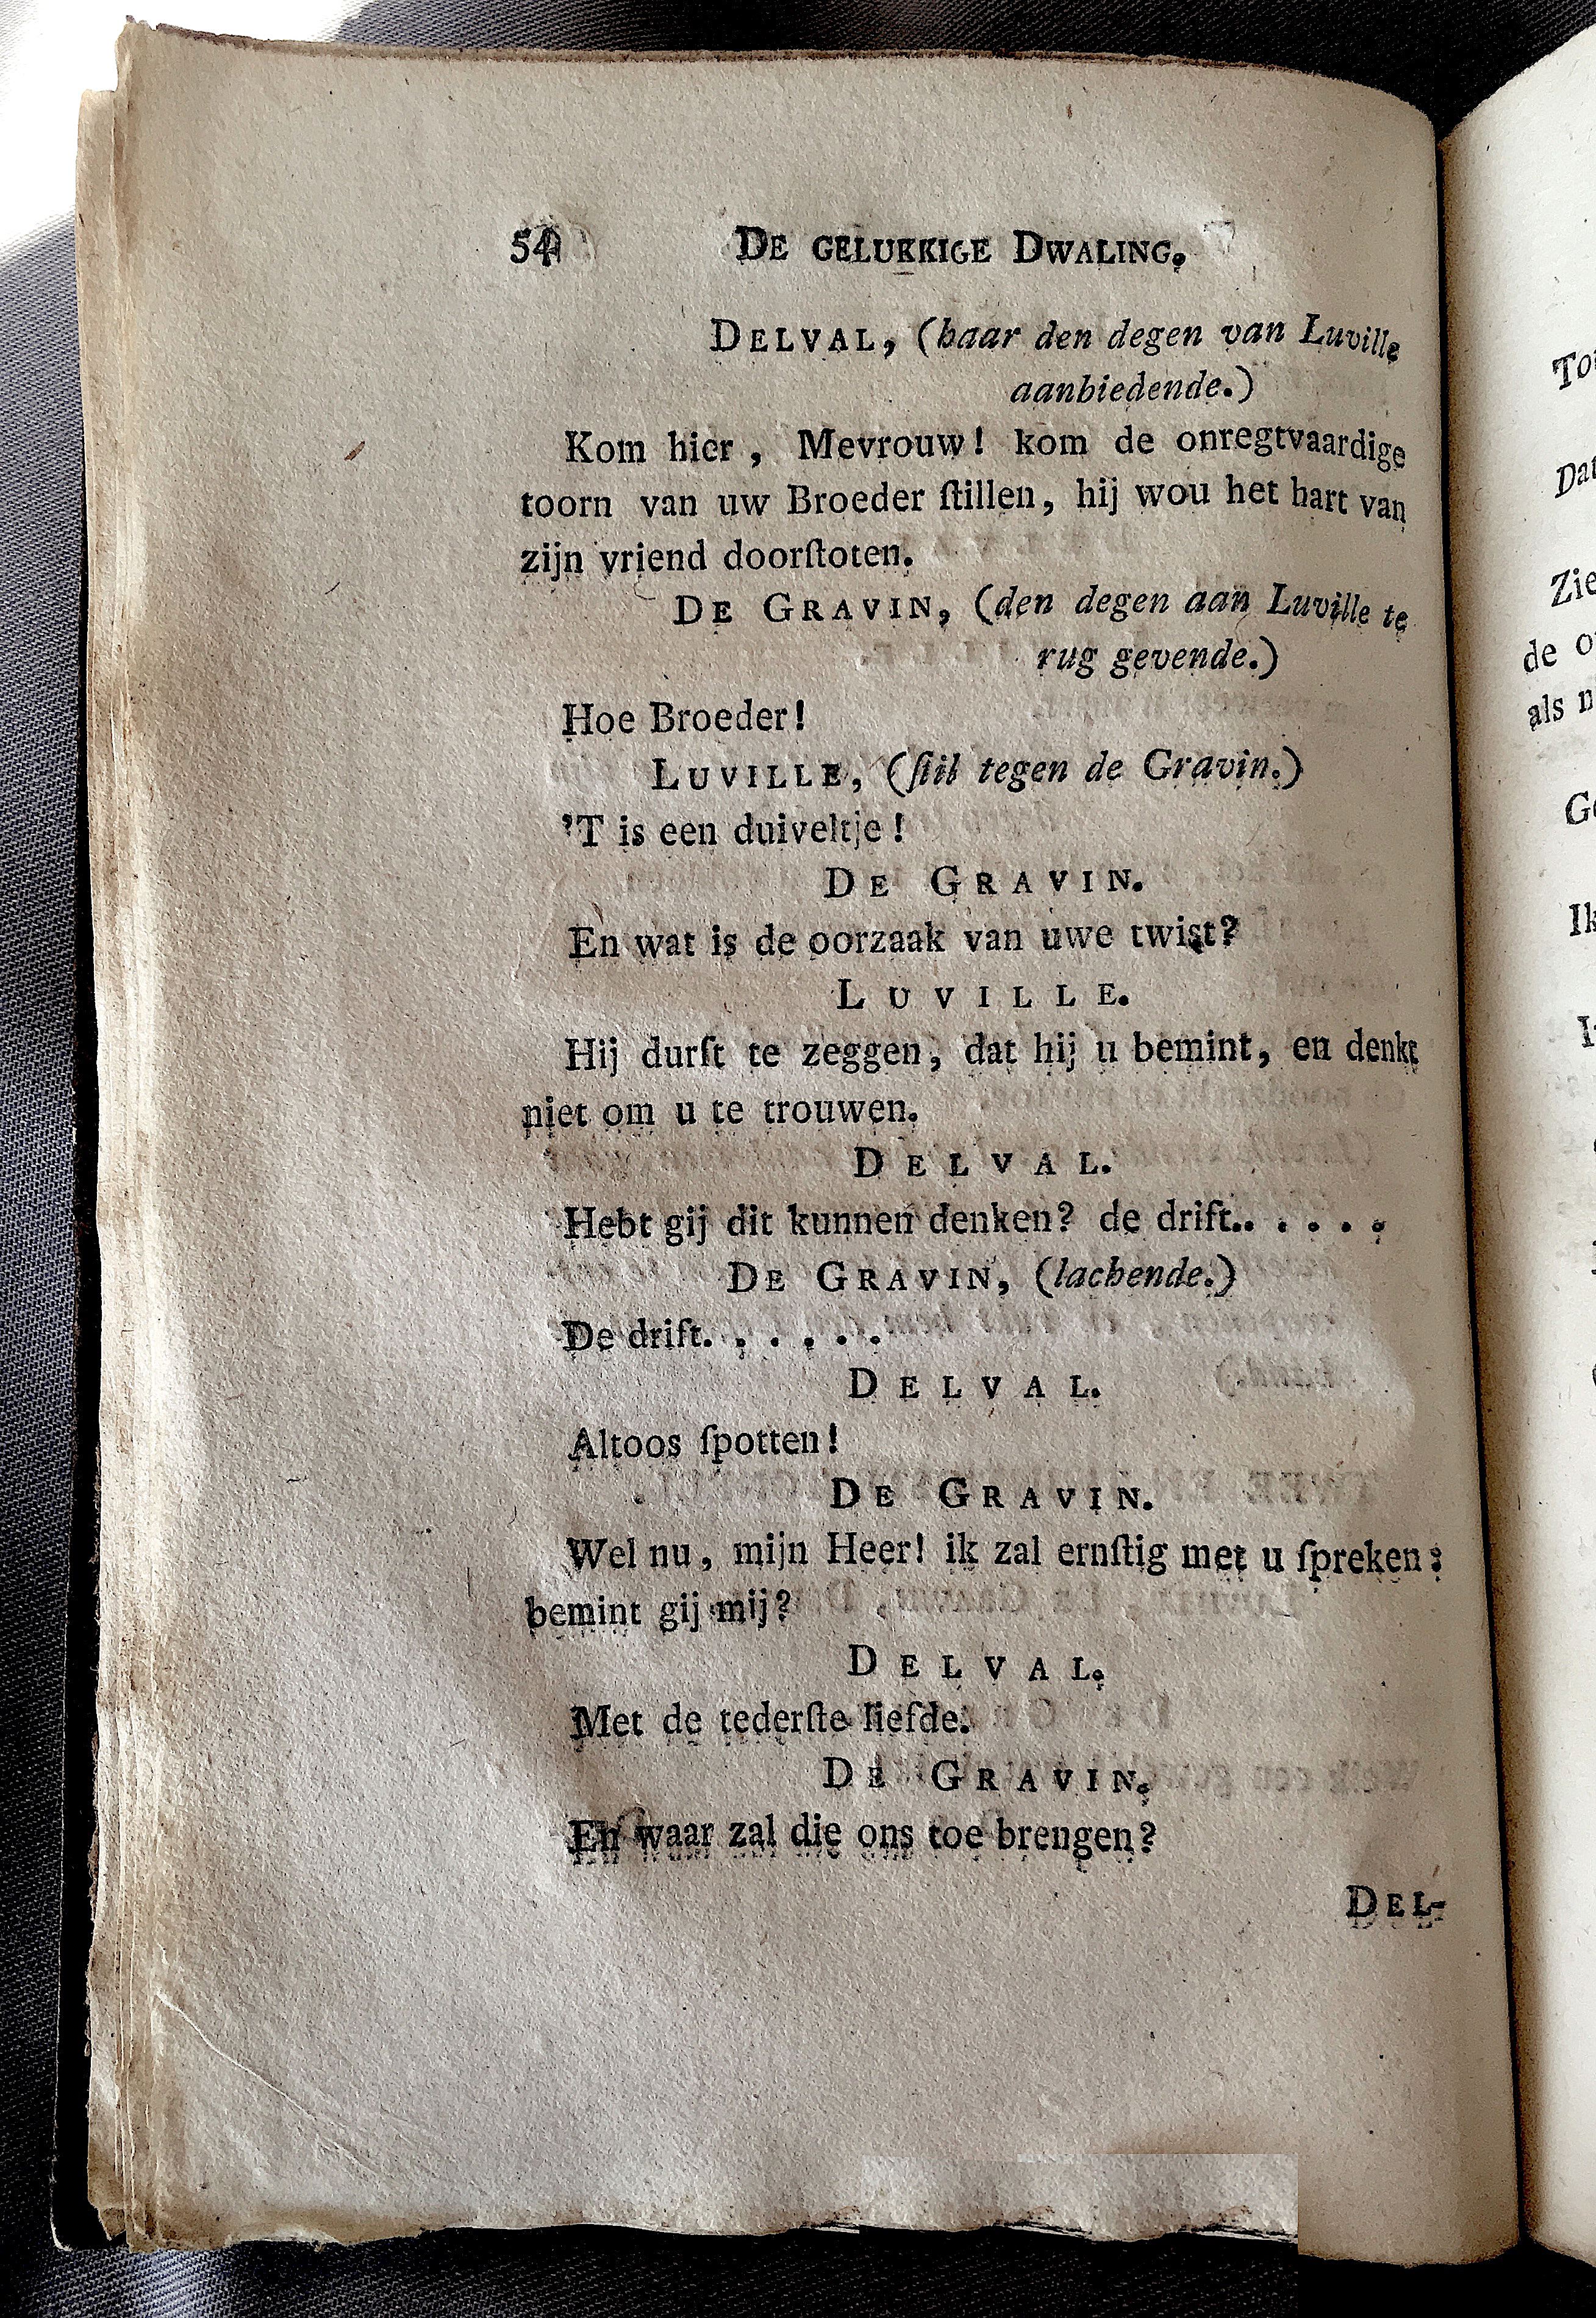 54 De gelukkige Dwaling.
Delval, (haar den degen van Luville
aanbiedende.)
Kom hier, Mevrouw! kom de onregtvaardige
toorn van uw Broeder ſtillen, hij wou het hart van
zijn vriend doorſtoten.
De Gravin, (den degen aan Luville te
rug gevende.)
Hoe Broeder!
Luville, (ſtil tegen de Gravin.)
'T is een duiveltje!
De Gravin.
En wat is de oorzaak van uwe twist?
Luville.
Hij durft te zeggen, dat hij u bemint, en denkt
niet om u te trouwen.
Delval.
Hebt gij dit kunnen denken? de drift.. . . . .
De Gravin, (lachende.)
De drift. . . . . .
Delval.
Altoos ſpotten!
De Gravin.
Wel nu, mijn Heer! ik zal ernſtig met u ſpreken:
bemint gij mij?
Delval.
Met de tederſte liefde.
De Gravin.
En waar zal die ons toe brengen?
Del-
Dat
Zie
de
als
Ik